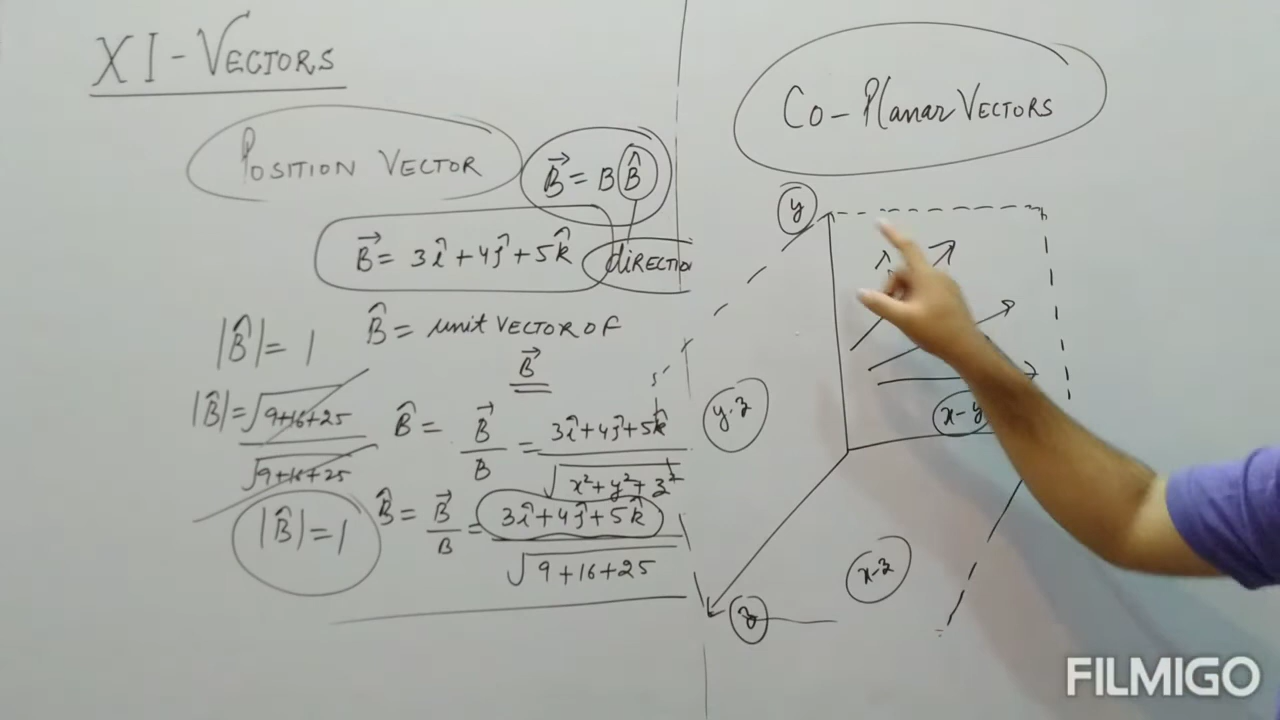 XI - VECTORS
POSITION VECTOR
B⃗ = B B̂
B⃗ = 3î + 4ĵ + 5k̂
DIRECTION
|B̂| = 1
B̂ = unit VECTOR OF
B⃗
|B̂| = √9+16+25
√9+16+25
B̂ = B⃗/B = 3î + 4ĵ + 5k̂ / √x² + y² + z²
|B̂| = 1
B̂ = B⃗/B = 3î + 4ĵ + 5k̂ / √9 + 16 + 25
CO - Planar VECTORS
y
y-z
x-y
x-z
z
FILMIGO